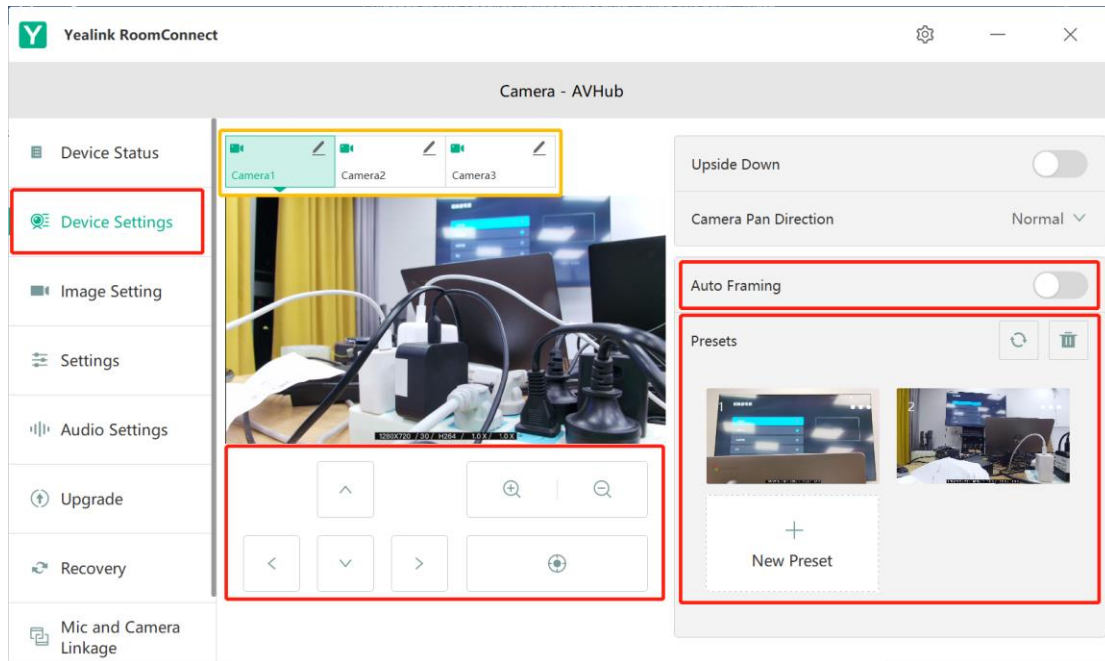 Yealink RoomConnect
Camera - AVHub
Device Status
Device Settings
Image Setting
Settings
Audio Settings
Upgrade
Recovery
Mic and Camera
Linkage
Camera1
Camera2
Camera3
1280X720 / 30 / H264 / 1.0 X / 1.0 X
Upside Down
Camera Pan Direction
Normal
Auto Framing
Presets
1
2
New Preset